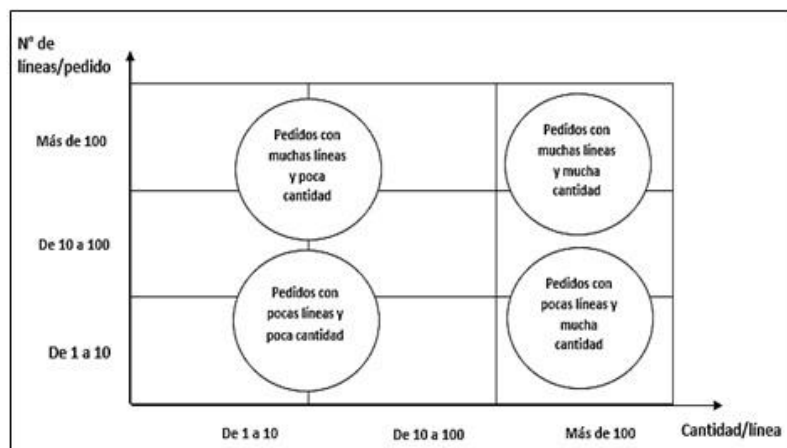 N° de
líneas/pedido
Más de 100
Pedidos con
muchas líneas
y poca
cantidad
Pedidos con
muchas líneas
y mucha
cantidad
De 10 a 100
Pedidos con
pocas líneas y
poca cantidad
Pedidos con
pocas líneas y
mucha
cantidad
De 1 a 10
De 1 a 10
De 10 a 100
Más de 100
Cantidad/línea